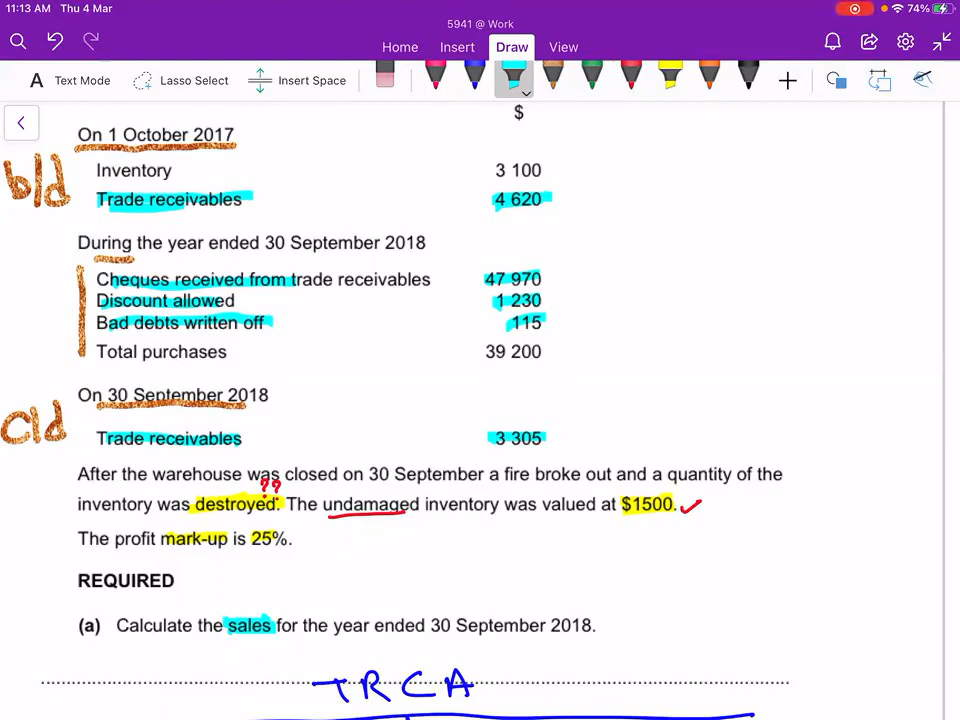 11:13 AM Thu 4 Mar
5941 @ Work
74%
Home Insert Draw View
A Text Mode Lasso Select Insert Space
$
On 1 October 2017
b/d
Inventory 3 100
Trade receivables 4 620
During the year ended 30 September 2018
Cheques received from trade receivables 47 970
Discount allowed 1 230
Bad debts written off 115
Total purchases 39 200
On 30 September 2018
c/d
Trade receivables 3 305
After the warehouse was closed on 30 September a fire broke out and a quantity of the
??
inventory was destroyed. The undamaged inventory was valued at $1500.
The profit mark-up is 25%.
REQUIRED
(a) Calculate the sales for the year ended 30 September 2018.
TRCA